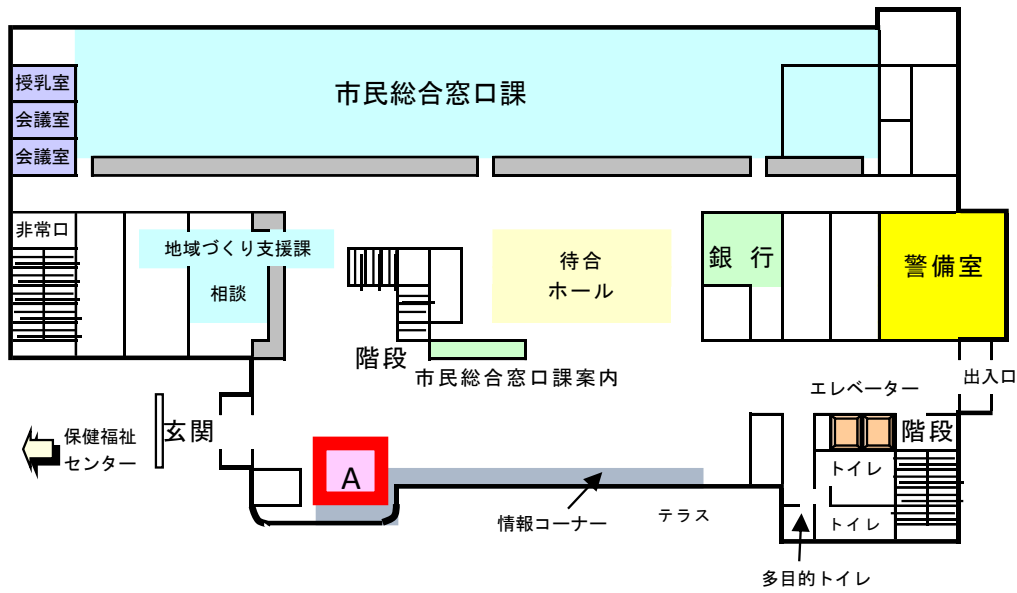 市民総合窓口課
授乳室
会議室
会議室
非常口
地域づくり支援課
相談
待合
ホール
銀行
警備室
階段
市民総合窓口課案内
エレベーター
出入口
玄関
保健福祉
センター
階段
A
トイレ
情報コーナー
テラス
トイレ
多目的トイレ